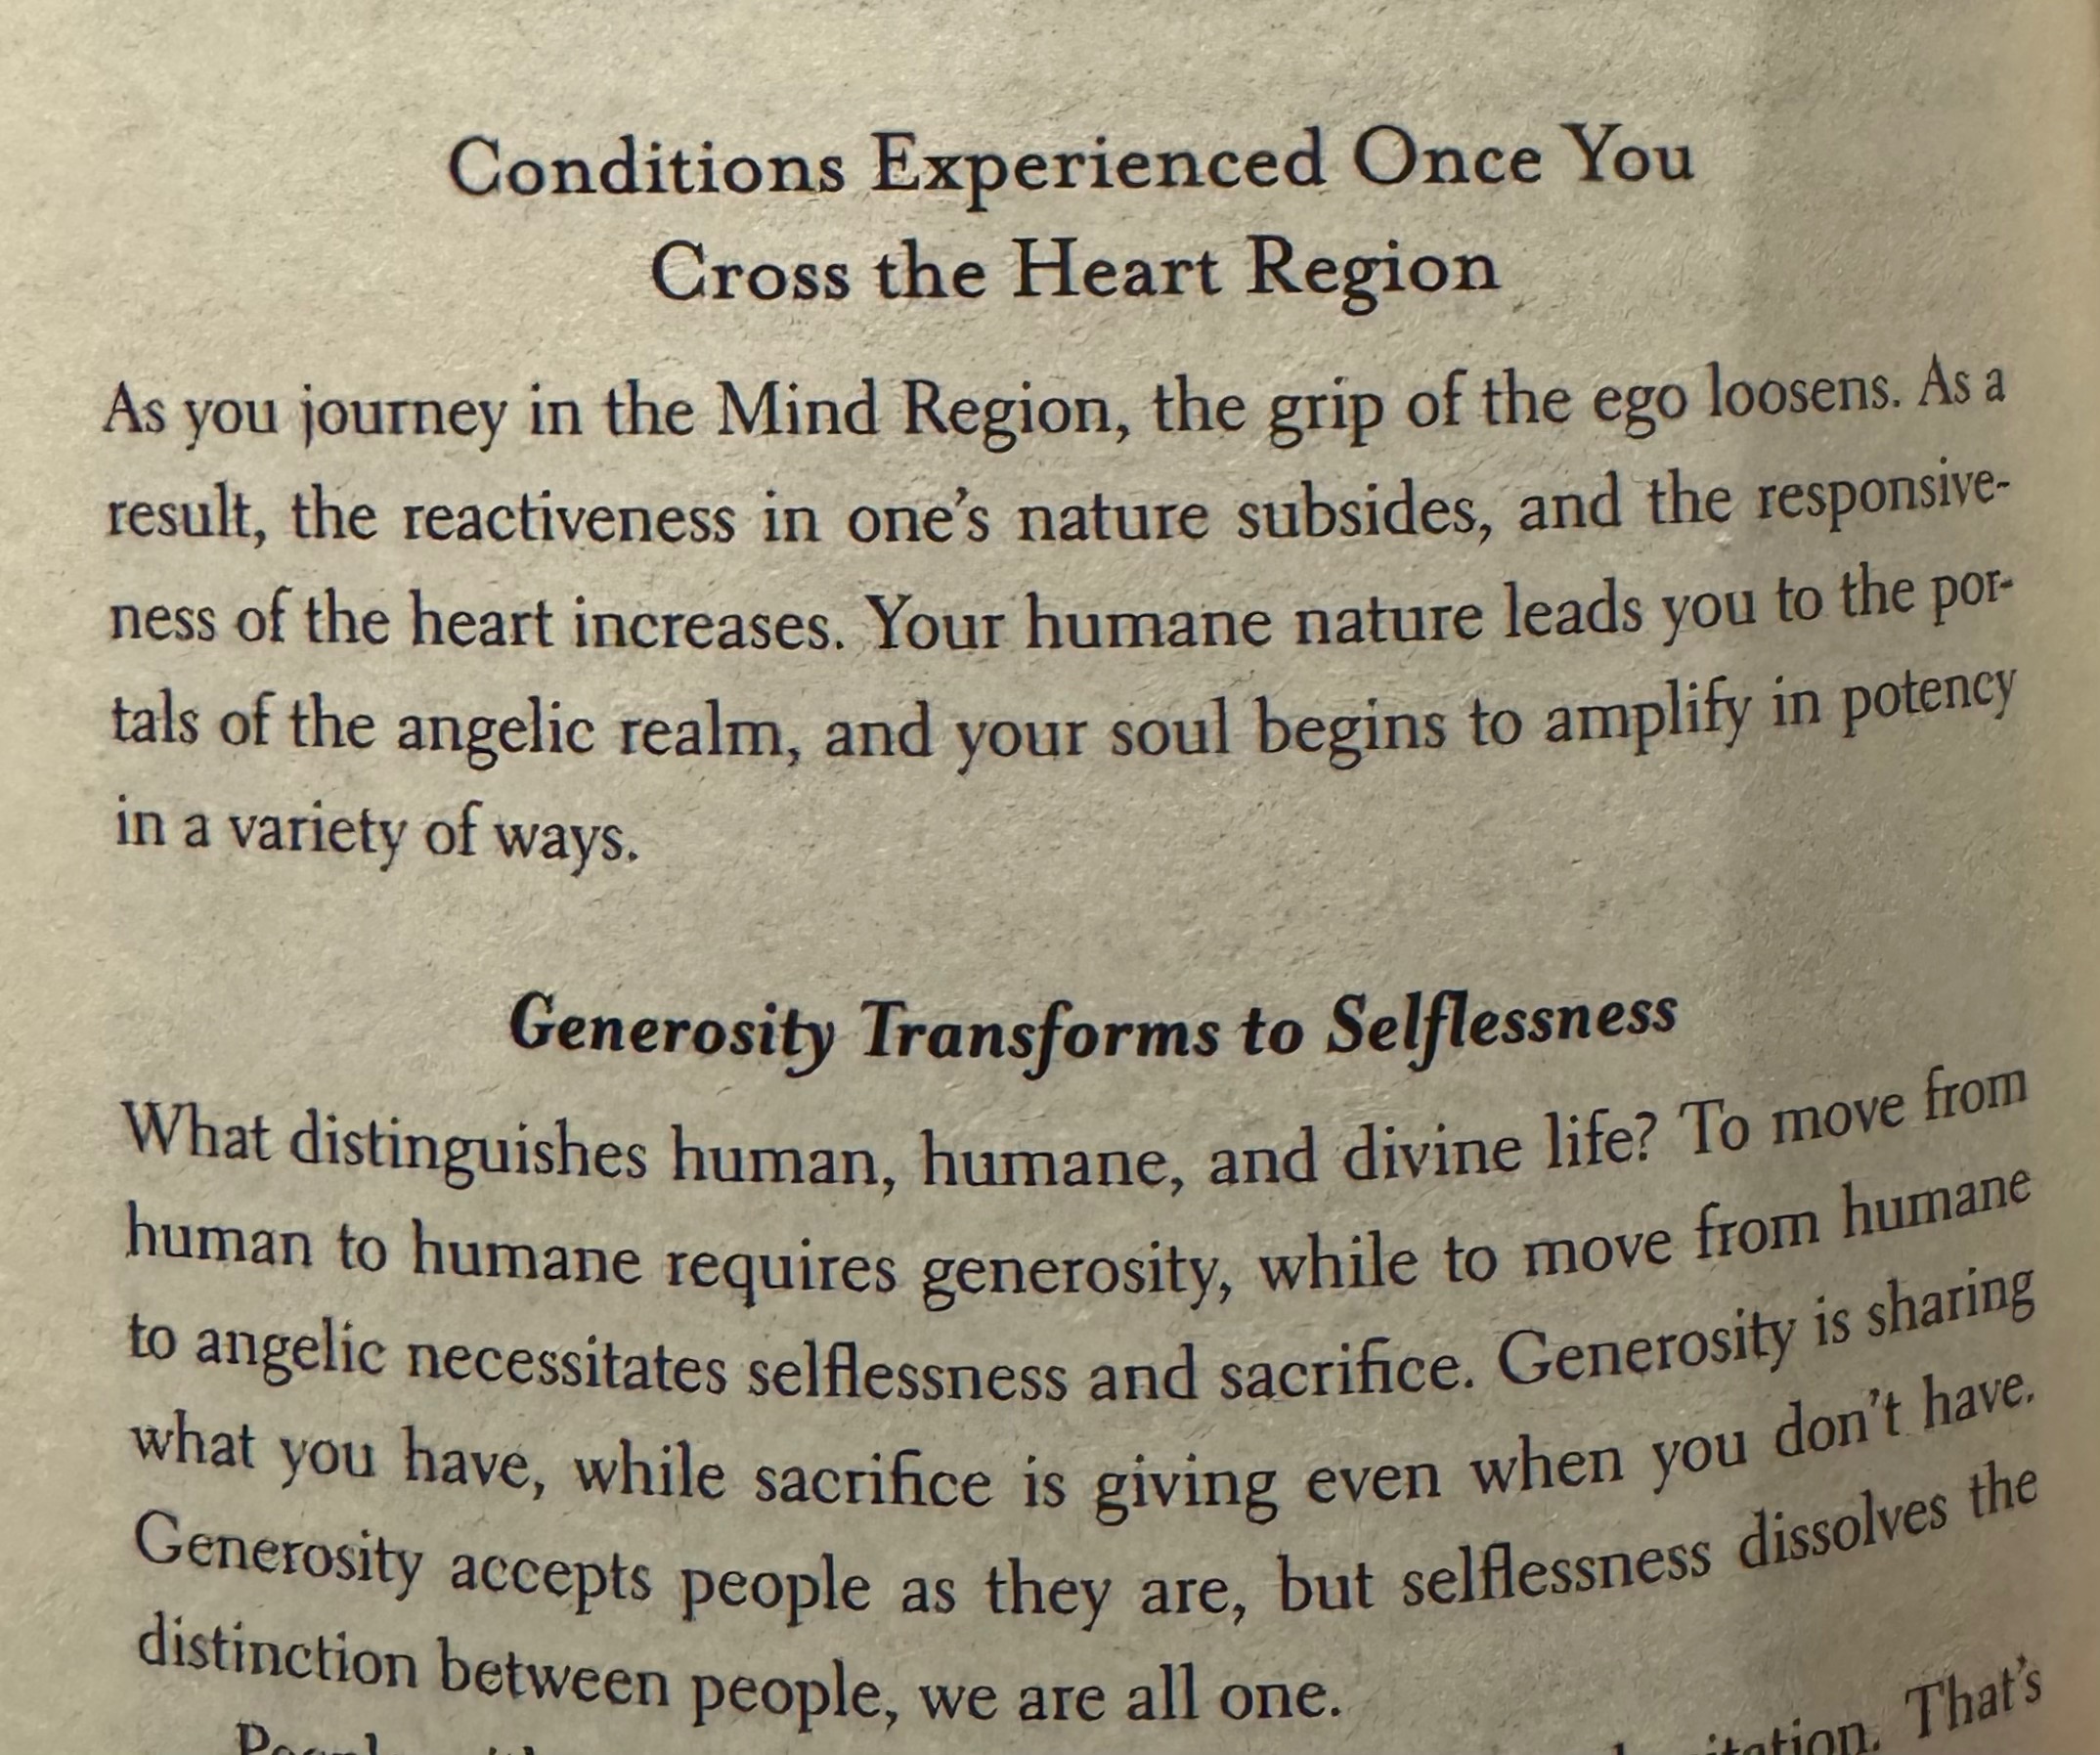 Conditions Experienced Once You
Cross the Heart Region
As you journey in the Mind Region, the grip of the ego loosens. As a
result, the reactiveness in one's nature subsides, and the responsive-
ness of the heart increases. Your humane nature leads you to the por-
tals of the angelic realm, and your soul begins to amplify in potency
in a variety of ways.
Generosity Transforms to Selflessness
What distinguishes human, humane, and divine life? To move from
human to humane requires generosity, while to move from humane
to angelic necessitates selflessness and sacrifice. Generosity is sharing
what you have, while sacrifice is giving even when you don't have.
Generosity accepts people as they are, but selflessness dissolves the
distinction between people, we are all one.
That's